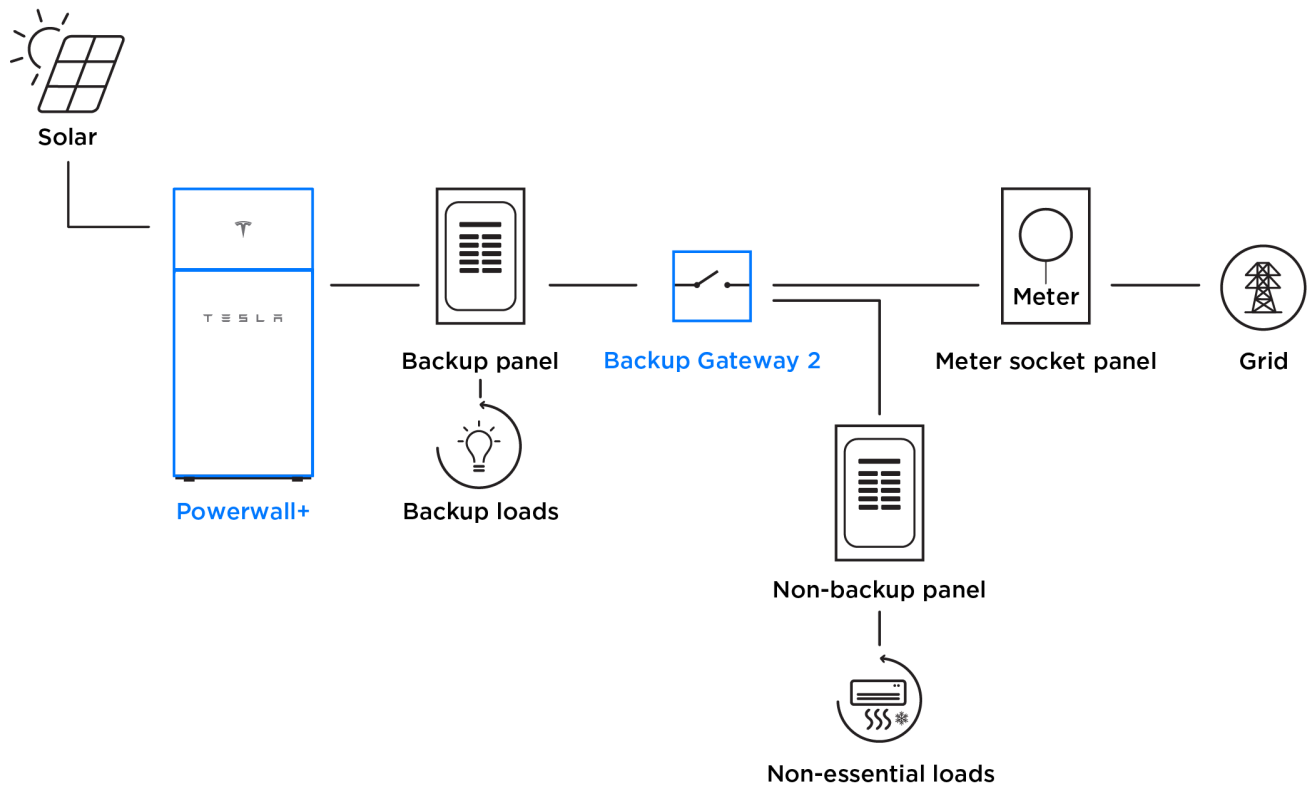 Solar
TESLA
Meter
Backup panel
Backup Gateway 2
Meter socket panel
Grid
Powerwall+
Backup loads
Non-backup panel
Non-essential loads